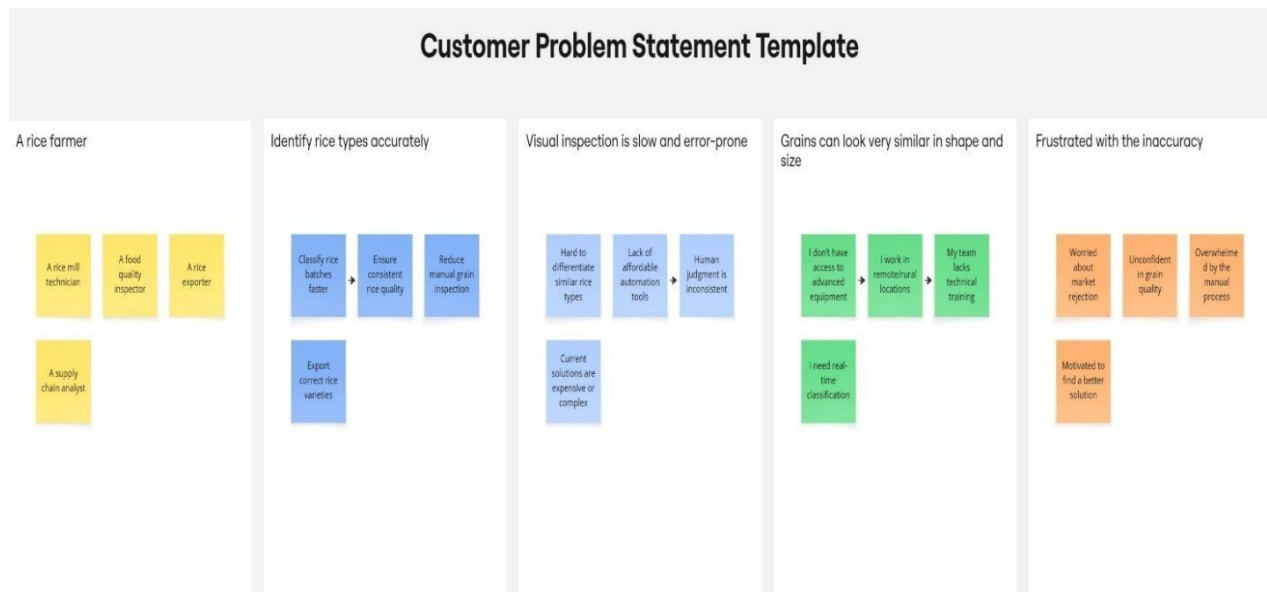 Customer Problem Statement Template
A rice farmer
A rice mill
technician
A food
quality
inspector
A rice
exporter
A supply
chain analyst
Identify rice types accurately
Classify rice
batches
faster
Ensure
consistent
rice quality
Reduce
manual grain
inspection
Export
correct rice
varieties
Visual inspection is slow and error-prone
Hard to
differentiate
similar rice
types
Lack of
affordable
automation
tools
Human
judgment is
inconsistent
Current
solutions are
expensive or
complex
Grains can look very similar in shape and
size
I don't have
access to
advanced
equipment
I work in
remote/rural
locations
My team
lacks
technical
training
I need real-
time
classification
Frustrated with the inaccuracy
Worried
about
market
rejection
Unconfident
in grain
quality
Overwhelme
d by the
manual
process
Motivated to
find a better
solution